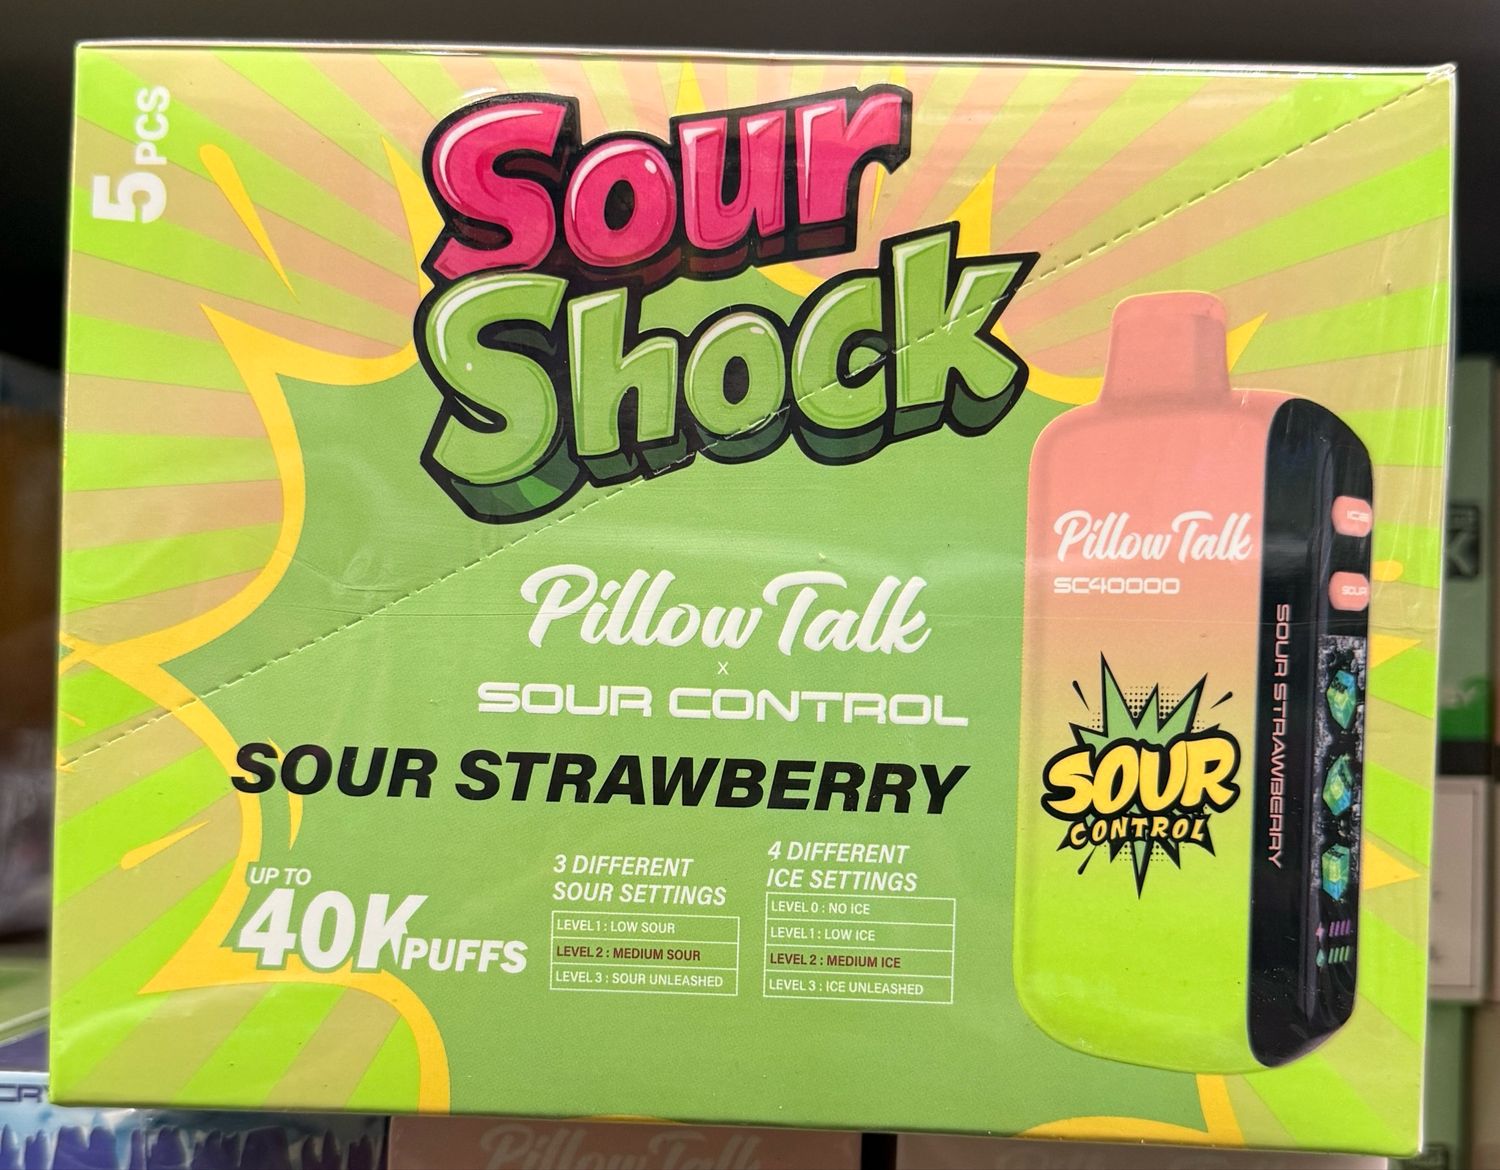 5 PCS
Sour
Shock
Pillow Talk
x
SOUR CONTROL
SOUR STRAWBERRY
UP TO
40K PUFFS
3 DIFFERENT
SOUR SETTINGS
LEVEL 1 : LOW SOUR
LEVEL 2 : MEDIUM SOUR
LEVEL 3 : SOUR UNLEASHED
4 DIFFERENT
ICE SETTINGS
LEVEL 0 : NO ICE
LEVEL 1 : LOW ICE
LEVEL 2 : MEDIUM ICE
LEVEL 3 : ICE UNLEASHED
Pillow Talk
SC40000
SOUR
CONTROL
SOUR STRAWBERRY
ICE
SOUR
Pillow Talk